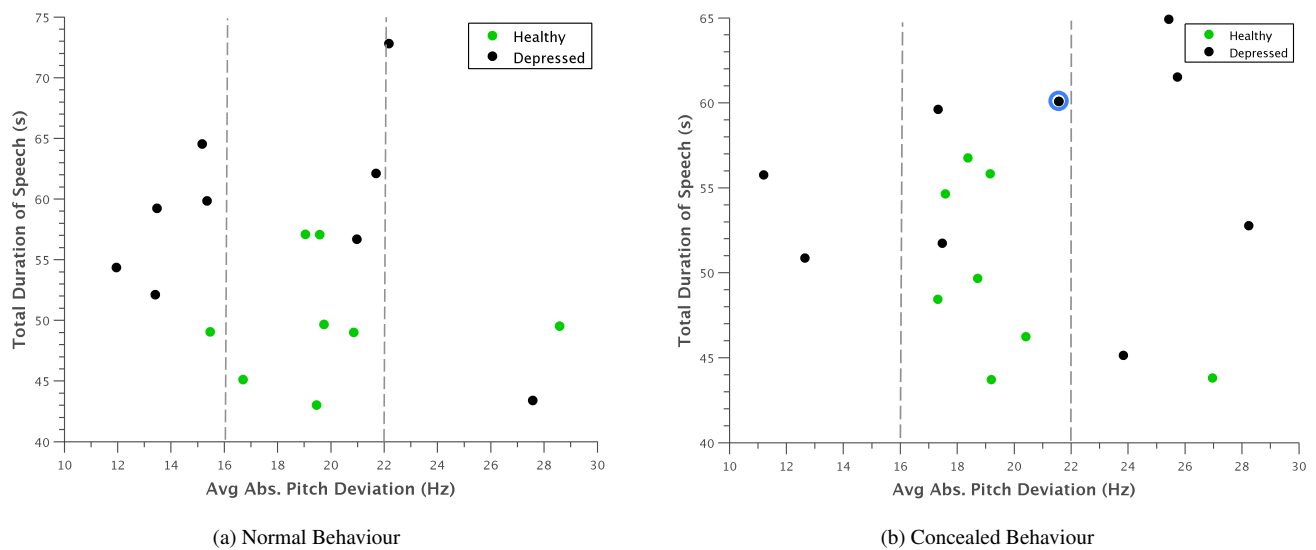 75
70
65
60
55
50
45
40
10 12 14 16 18 20 22 24 26 28 30
Total Duration of Speech (s)
Avg Abs. Pitch Deviation (Hz)
Healthy
Depressed
(a) Normal Behaviour
65
60
55
50
45
40
10 12 14 16 18 20 22 24 26 28 30
Total Duration of Speech (s)
Avg Abs. Pitch Deviation (Hz)
Healthy
Depressed
(b) Concealed Behaviour